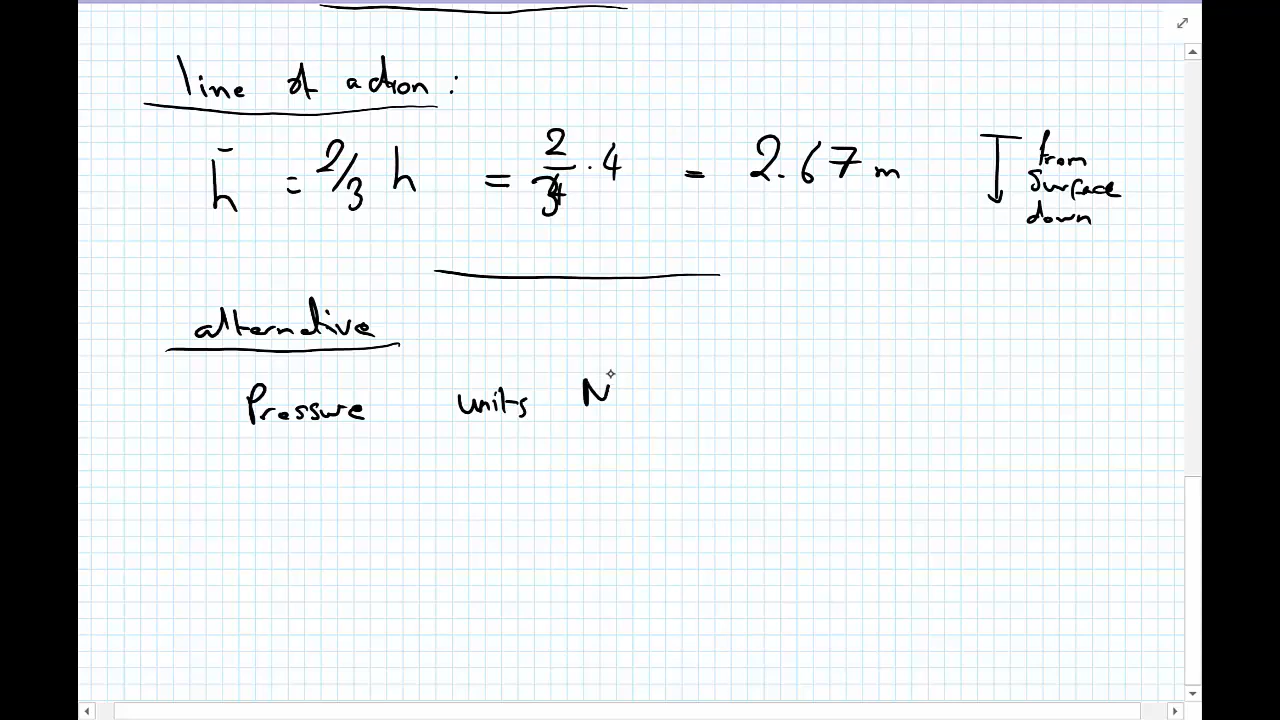 line of action :
h̄ = 2/3 h = 2/3 · 4 = 2.67 m
from
surface
down
alternative
Pressure units N